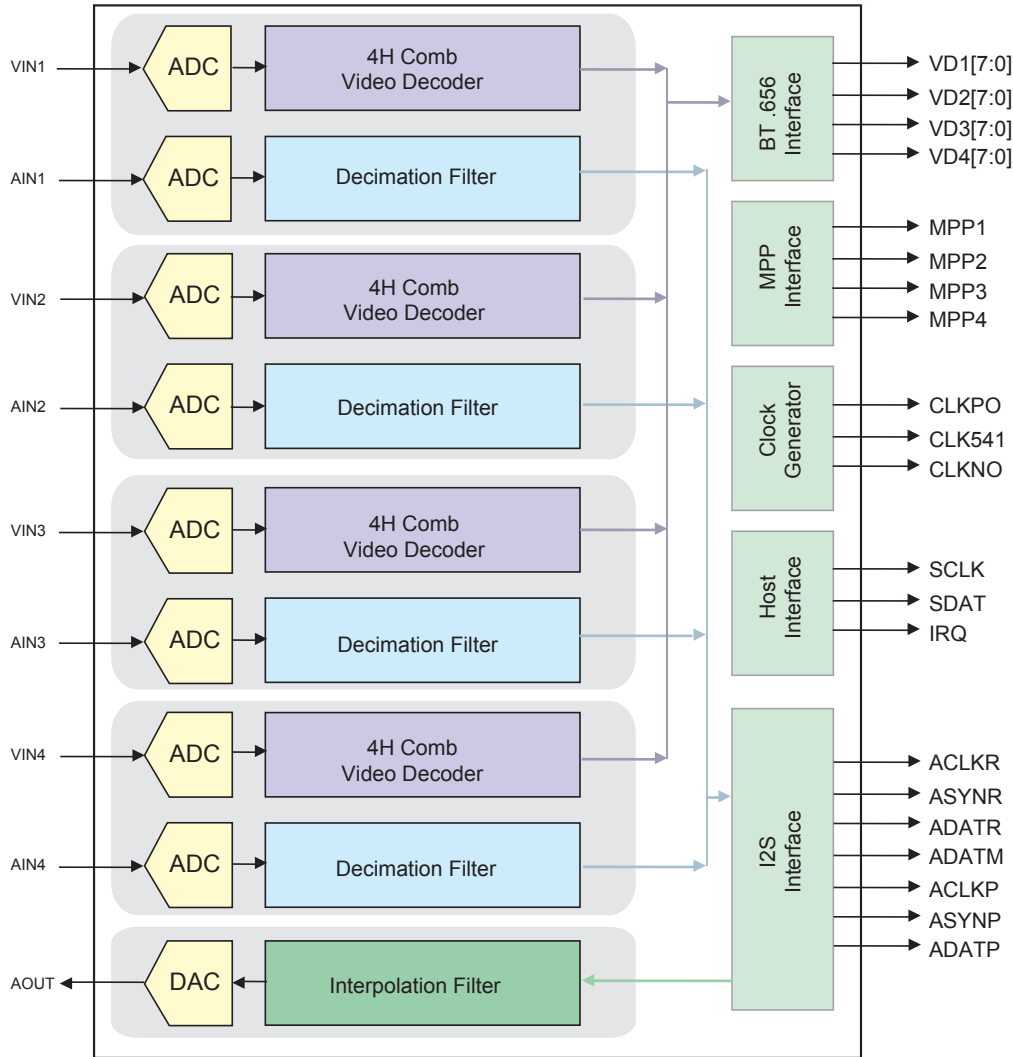 VIN1
ADC
4H Comb
Video Decoder
AIN1
ADC
Decimation Filter
VIN2
ADC
4H Comb
Video Decoder
AIN2
ADC
Decimation Filter
VIN3
ADC
4H Comb
Video Decoder
AIN3
ADC
Decimation Filter
VIN4
ADC
4H Comb
Video Decoder
AIN4
ADC
Decimation Filter
AOUT
DAC
Interpolation Filter
BT .656
Interface
VD1[7:0]
VD2[7:0]
VD3[7:0]
VD4[7:0]
MPP
Interface
MPP1
MPP2
MPP3
MPP4
Clock
Generator
CLKPO
CLK541
CLKNO
Host
Interface
SCLK
SDAT
IRQ
I2S
Interface
ACLKR
ASYNR
ADATR
ADATM
ACLKP
ASYNP
ADATP